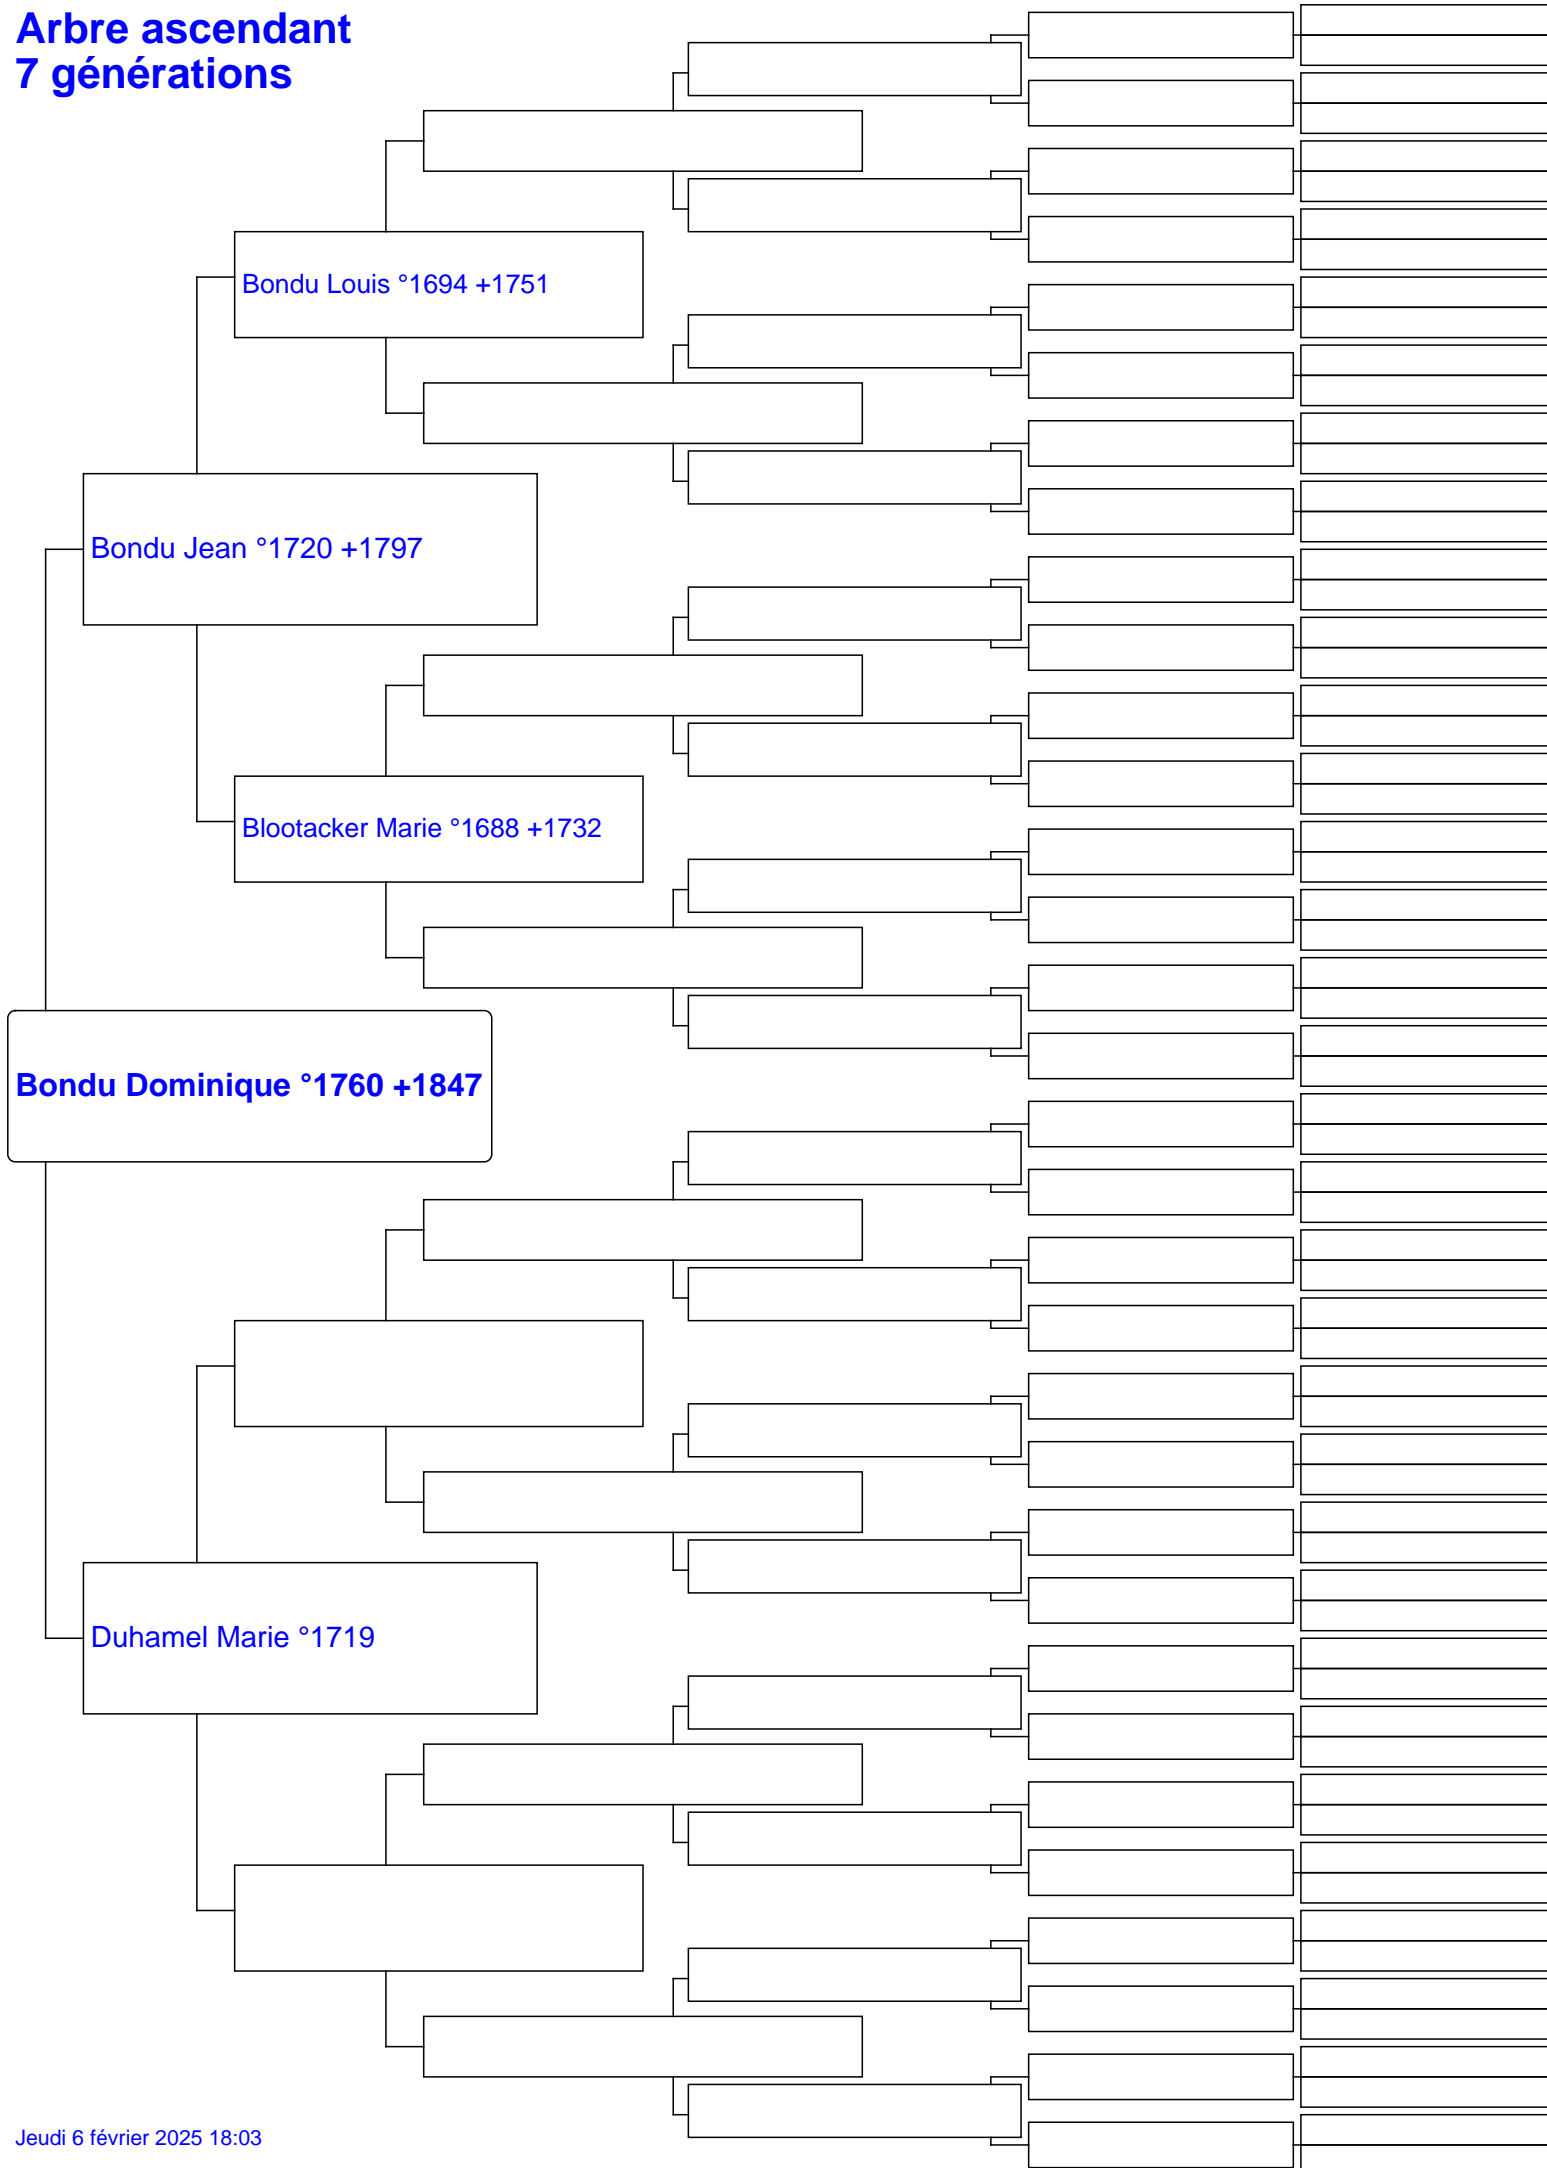 Arbre ascendant
7 générations
Bondu Louis °1694 +1751
Bondu Jean °1720 +1797
Blootacker Marie °1688 +1732
Bondu Dominique °1760 +1847
Duhamel Marie °1719
Jeudi 6 février 2025 18:03